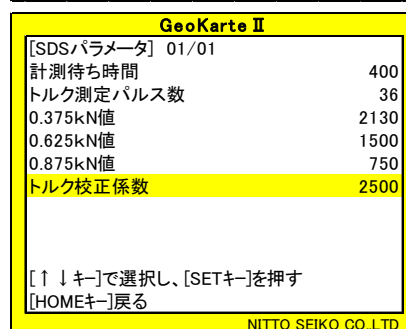 GeoKarteⅡ
[SDSパラメータ] 01/01
計測待ち時間 400
トルク測定パルス数 36
0.375kN値 2130
0.625kN値 1500
0.875kN値 750
トルク校正係数 2500
[↑↓キー]で選択し、[SETキー]を押す
[HOMEキー]戻る
NITTO SEIKO CO.,LTD